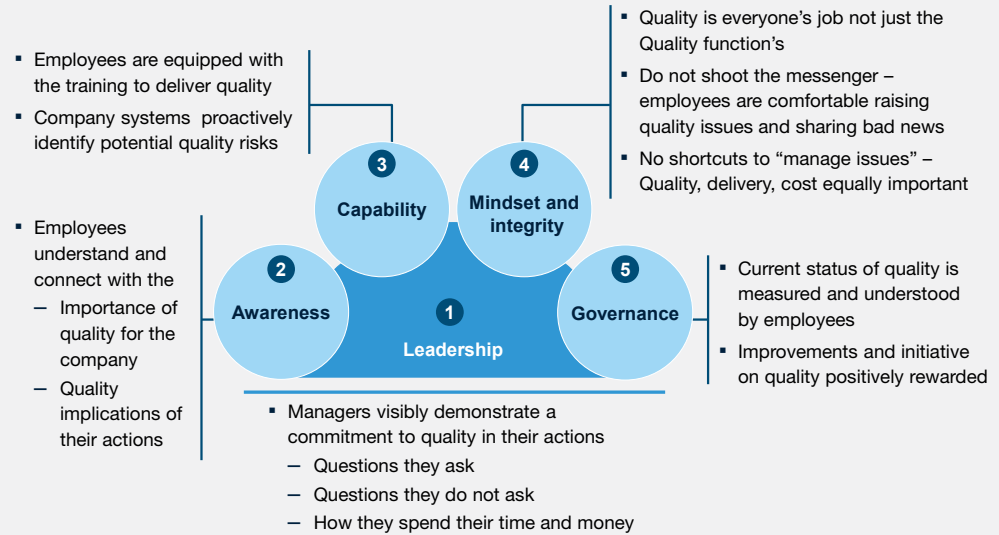 ▪ Employees are equipped with
the training to deliver quality
▪ Company systems proactively
identify potential quality risks
▪ Quality is everyone’s job not just the
Quality function’s
▪ Do not shoot the messenger –
employees are comfortable raising
quality issues and sharing bad news
▪ No shortcuts to “manage issues” –
Quality, delivery, cost equally important
3
Capability
4
Mindset and
integrity
▪ Employees
understand and
connect with the
– Importance of
quality for the
company
– Quality
implications of
their actions
2
Awareness
1
Leadership
5
Governance
▪ Current status of quality is
measured and understood
by employees
▪ Improvements and initiative
on quality positively rewarded
▪ Managers visibly demonstrate a
commitment to quality in their actions
– Questions they ask
– Questions they do not ask
– How they spend their time and money